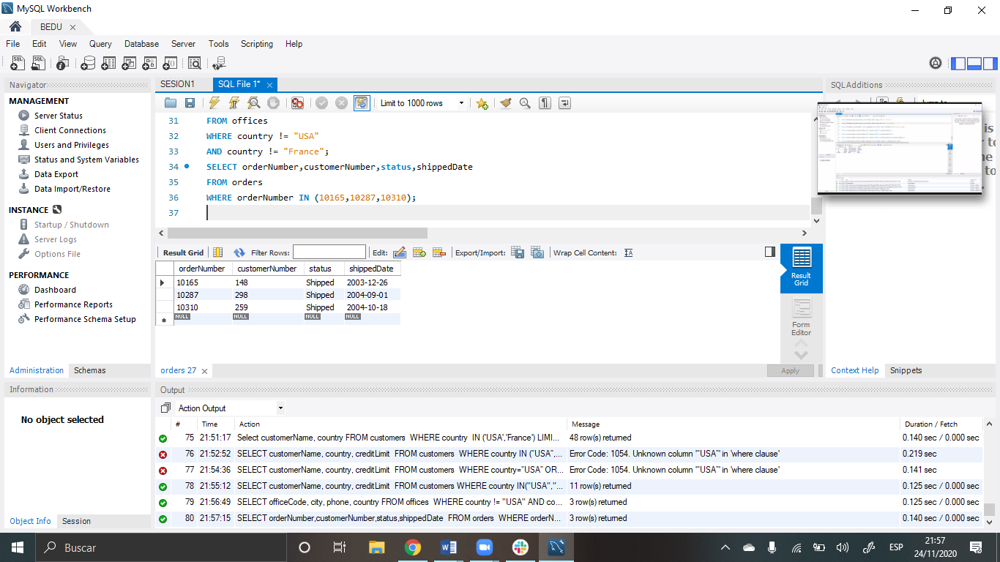 MySQL Workbench
BEDU
File Edit View Query Database Server Tools Scripting Help
Navigator
MANAGEMENT
Server Status
Client Connections
Users and Privileges
Status and System Variables
Data Export
Data Import/Restore
INSTANCE
Startup / Shutdown
Server Logs
Options File
PERFORMANCE
Dashboard
Performance Reports
Performance Schema Setup
Administration Schemas
Information
No object selected
Object Info Session
SESION1 SQL File 1*
Limit to 1000 rows
31 FROM offices
32 WHERE country != "USA"
33 AND country != "France";
34 SELECT orderNumber,customerNumber,status,shippedDate
35 FROM orders
36 WHERE orderNumber IN (10165,10287,10310);
37
Result Grid Filter Rows: Edit: Export/Import: Wrap Cell Content:
orderNumber customerNumber status shippedDate
10165 148 Shipped 2003-12-26
10287 298 Shipped 2004-09-01
10310 259 Shipped 2004-10-18
NULL NULL NULL NULL
Result
Grid
Form
Editor
orders 27
Apply
SQLAdditions
Jump to
Context Help Snippets
Output
Action Output
# Time Action Message Duration / Fetch
75 21:51:17 Select customerName, country FROM customers WHERE country IN ('USA','France') LIMI... 48 row(s) returned 0.140 sec / 0.000 sec
76 21:52:52 SELECT customerName, country, creditLimit FROM customers WHERE country IN (¨USA¨,... Error Code: 1054. Unknown column '¨USA¨' in 'where clause' 0.219 sec
77 21:54:36 SELECT customerName, country, creditLimit FROM customers WHERE country=¨USA¨ OR... Error Code: 1054. Unknown column '¨USA¨' in 'where clause' 0.141 sec
78 21:55:12 SELECT customerName, country, creditLimit FROM customers WHERE country IN("USA","... 11 row(s) returned 0.125 sec / 0.000 sec
79 21:56:49 SELECT officeCode, city, phone, country FROM offices WHERE country != "USA" AND co... 3 row(s) returned 0.125 sec / 0.000 sec
80 21:57:15 SELECT orderNumber,customerNumber,status,shippedDate FROM orders WHERE orderN... 3 row(s) returned 0.140 sec / 0.000 sec
Buscar
ESP
21:57
24/11/2020